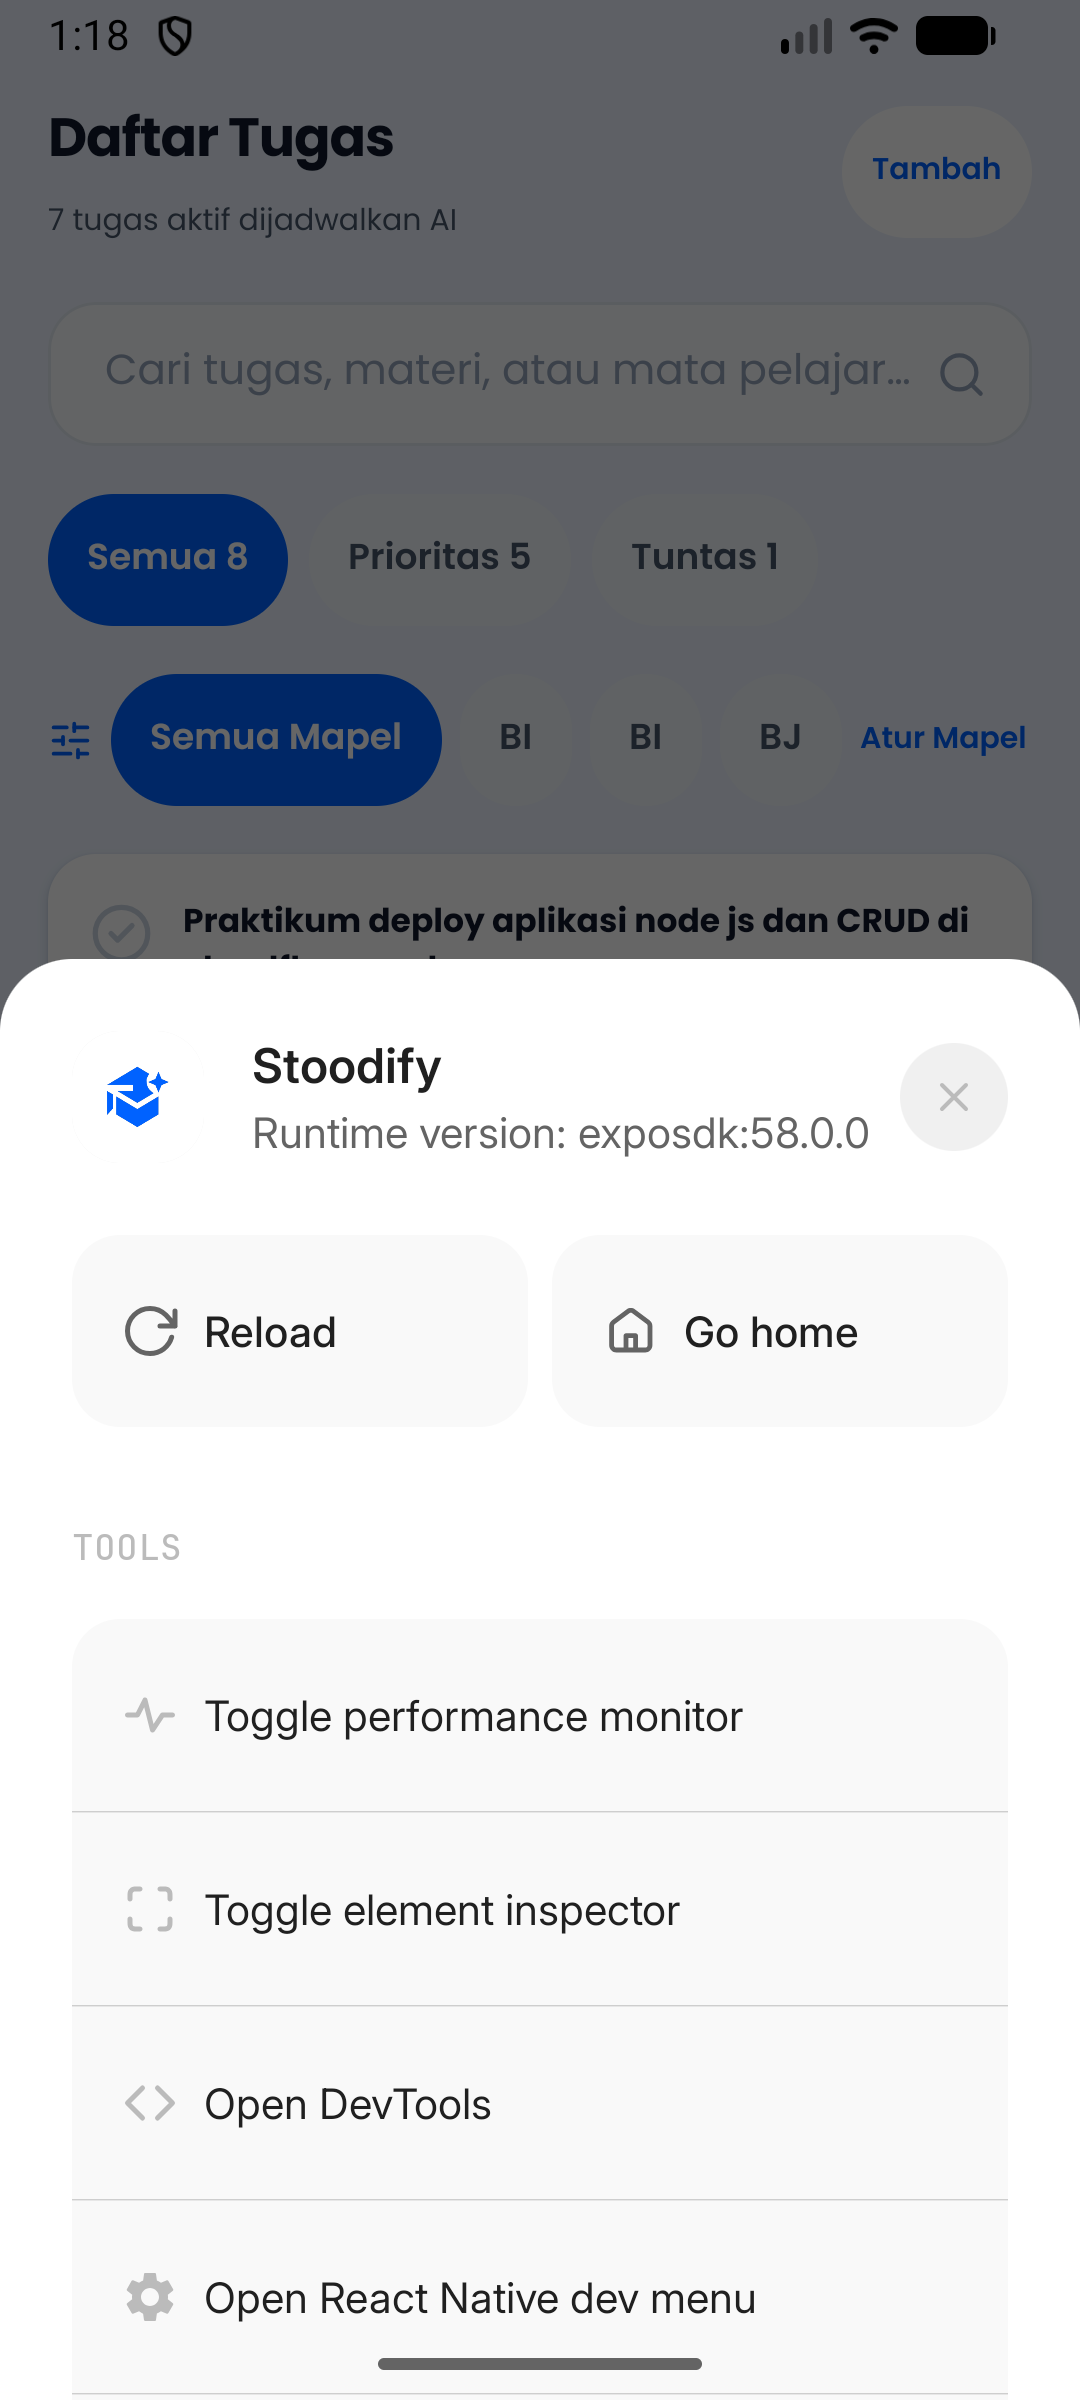 1:18
Daftar Tugas
Tambah
7 tugas aktif dijadwalkan AI
Cari tugas, materi, atau mata pelajar...
Semua 8
Prioritas 5
Tuntas 1
Semua Mapel
BI
BI
BJ
Atur Mapel
Praktikum deploy aplikasi node js dan CRUD di
Stoodify
Runtime version: exposdk:58.0.0
Reload
Go home
TOOLS
Toggle performance monitor
Toggle element inspector
Open DevTools
Open React Native dev menu